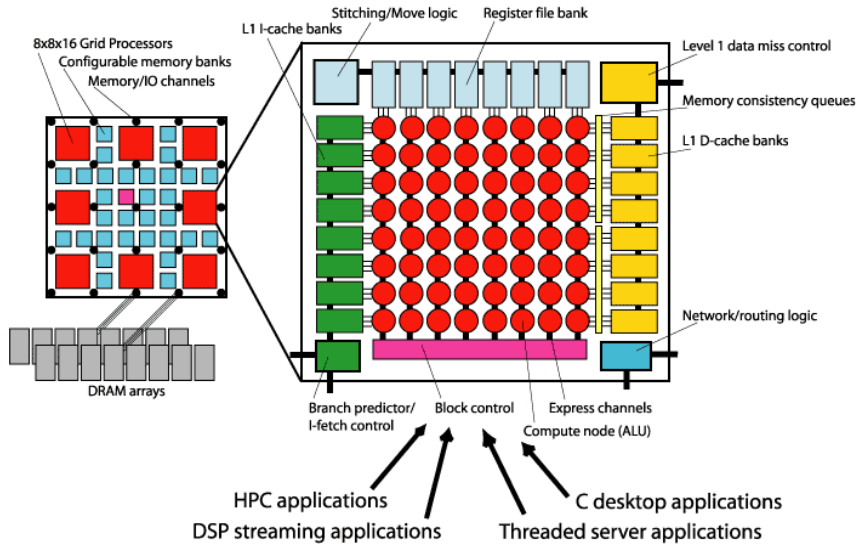 Stitching/Move logic
Register file bank
L1 I-cache banks
8x8x16 Grid Processors
Configurable memory banks
Memory/IO channels
Level 1 data miss control
Memory consistency queues
L1 D-cache banks
Network/routing logic
DRAM arrays
Branch predictor/
I-fetch control
Block control
Express channels
Compute node (ALU)
HPC applications
C desktop applications
DSP streaming applications
Threaded server applications